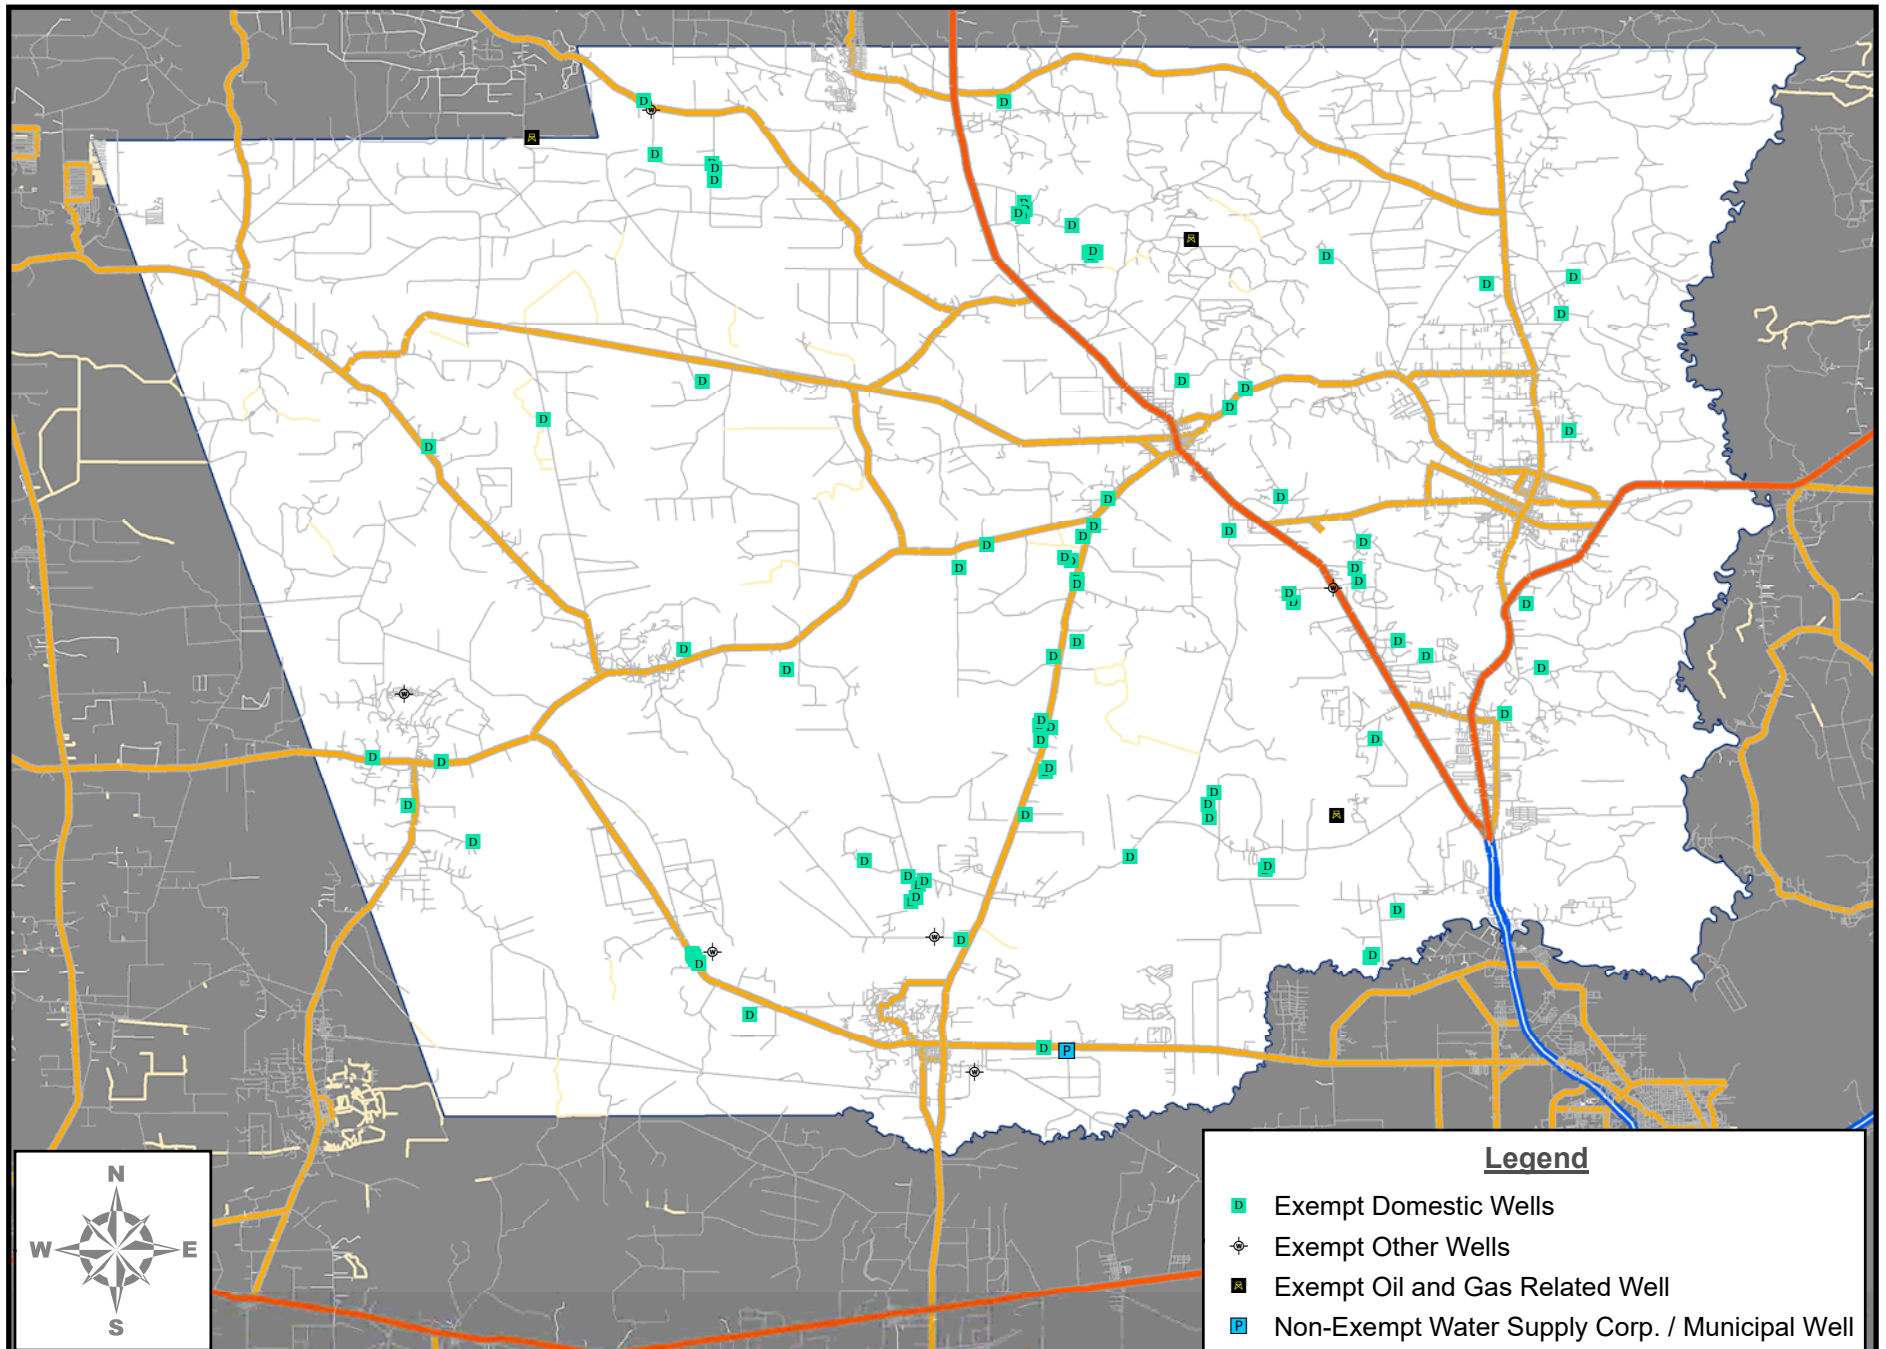 N
W E
S
Legend
D Exempt Domestic Wells
W Exempt Other Wells
Exempt Oil and Gas Related Well
P Non-Exempt Water Supply Corp. / Municipal Well